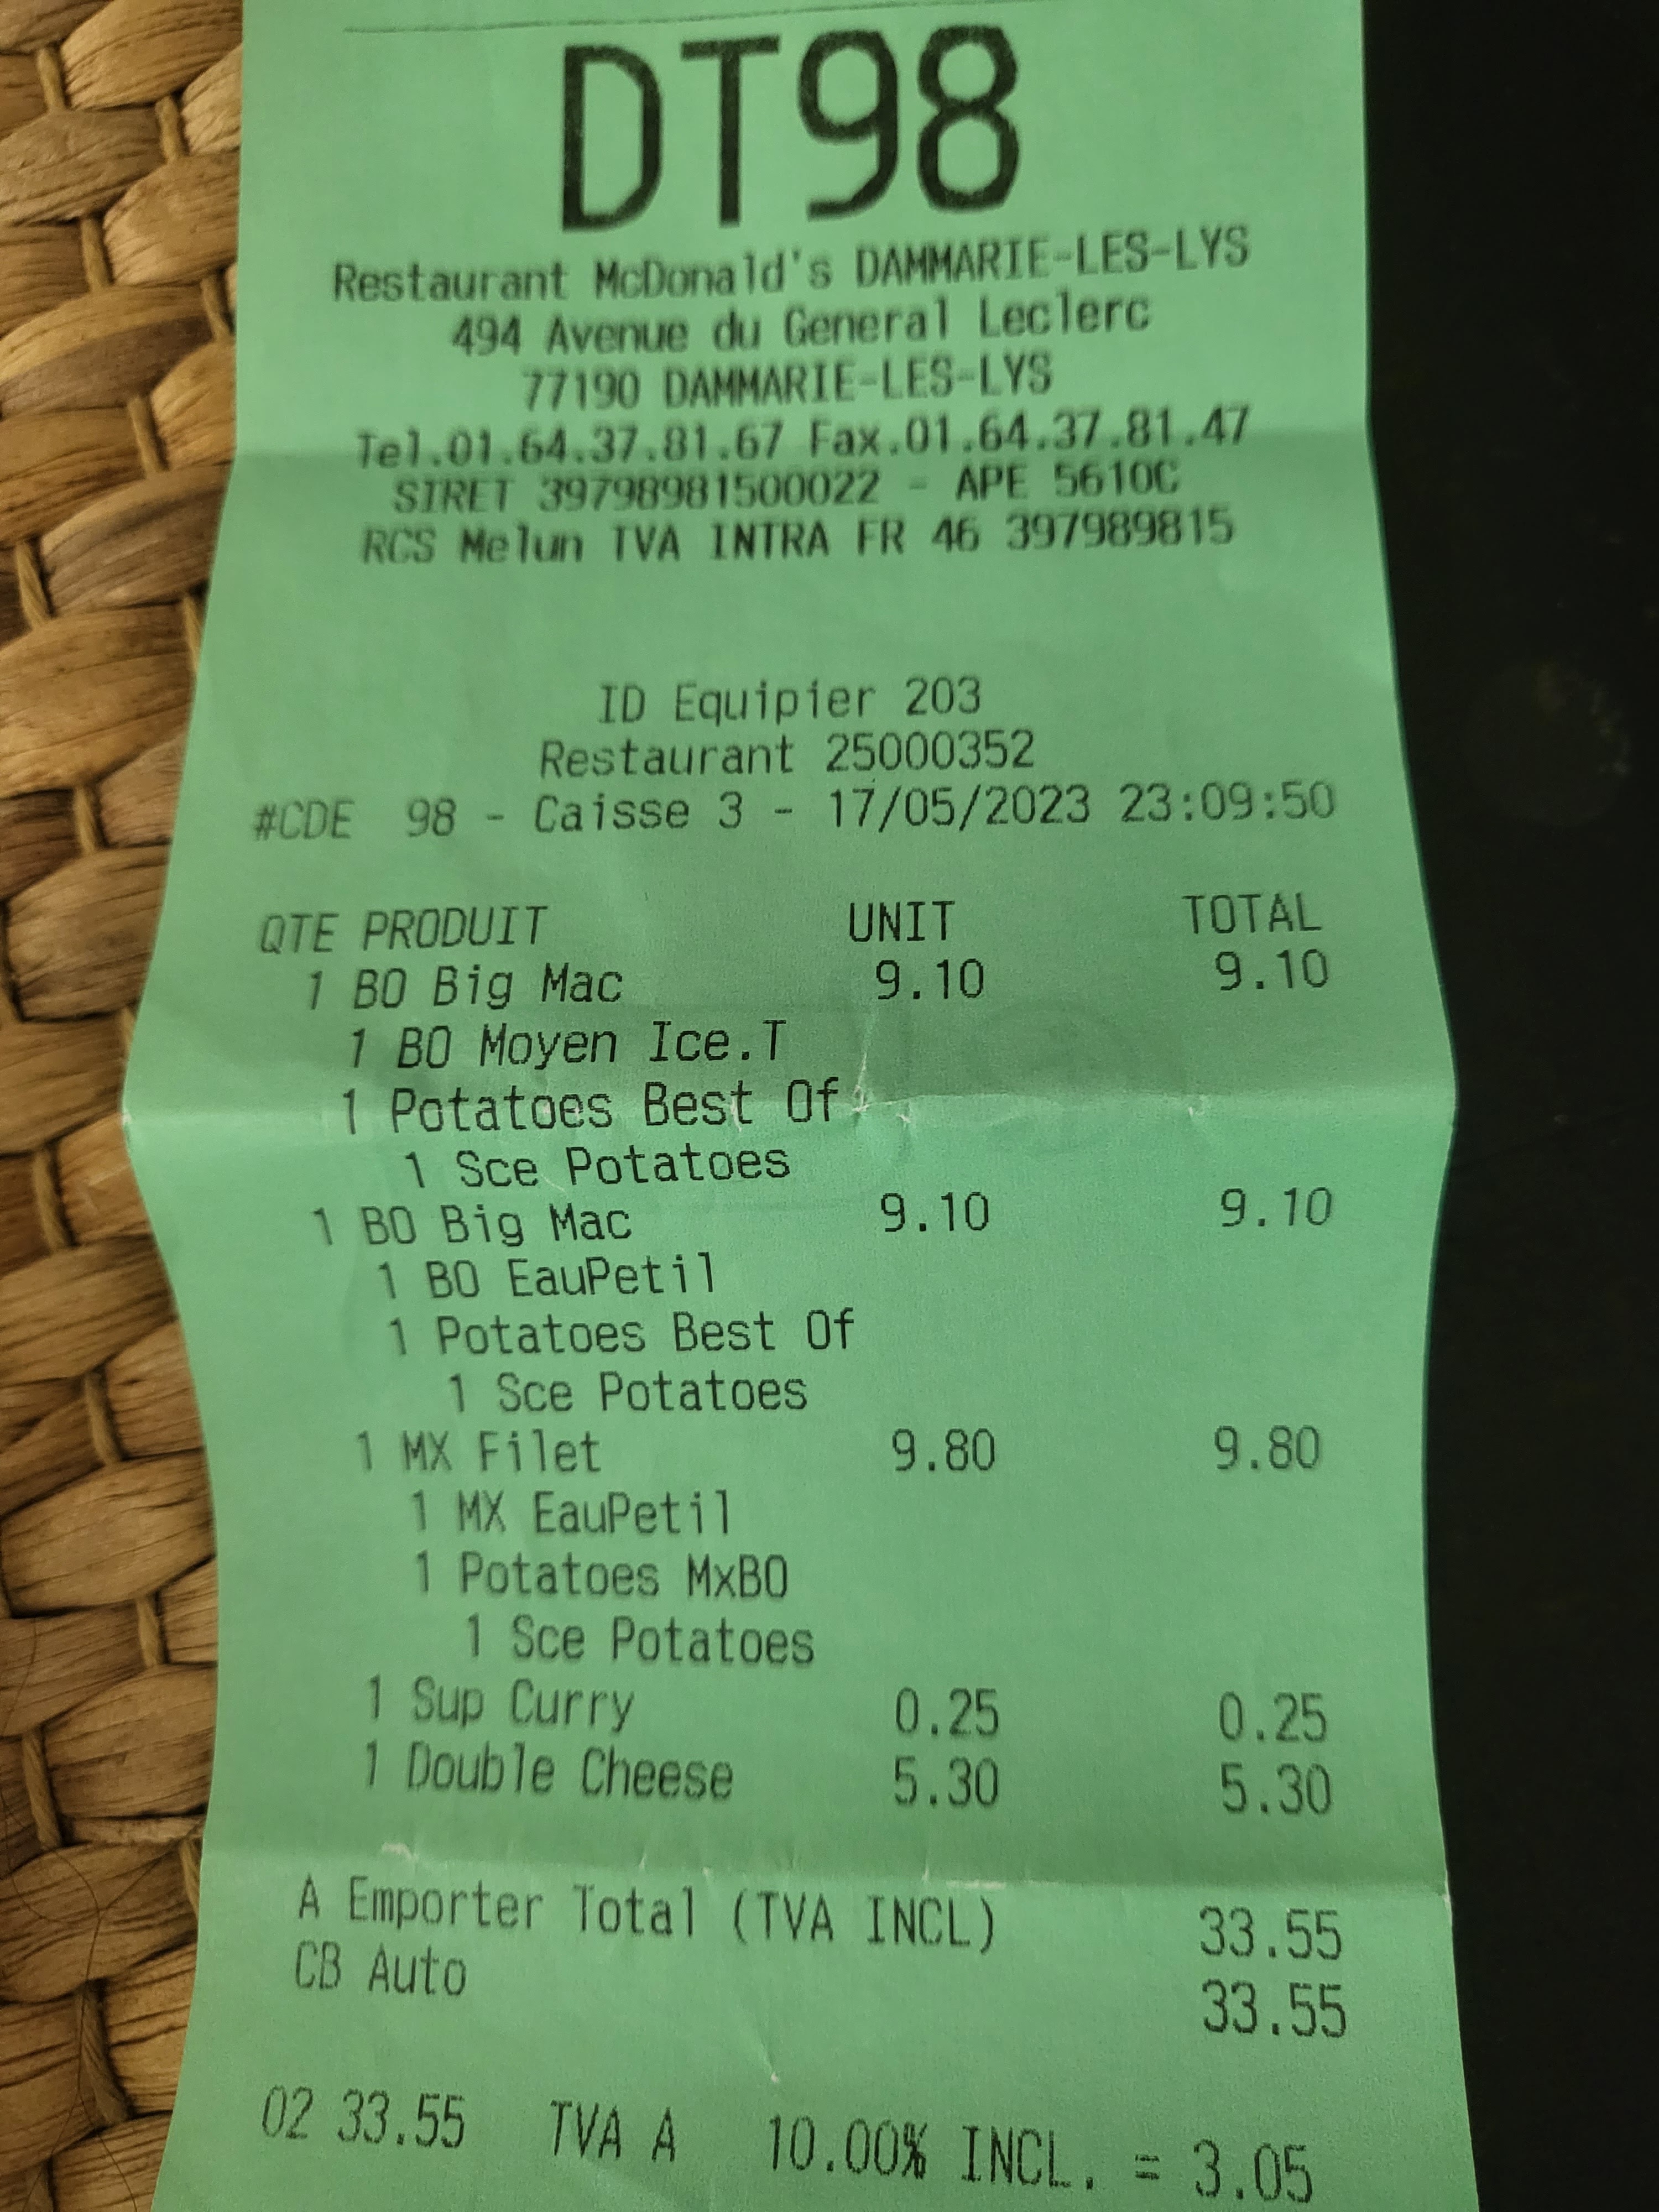 DT98
Restaurant McDonald's DAMMARIE-LES-LYS
494 Avenue du General Leclerc
77190 DAMMARIE-LES-LYS
Tel.01.64.37.81.67 Fax.01.64.37.81.47
SIRET 39798981500022 - APE 5610C
RCS Melun TVA INTRA FR 46 397989815
ID Equipier 203
Restaurant 25000352
#CDE 98 - Caisse 3 - 17/05/2023 23:09:50
QTE PRODUIT UNIT TOTAL
1 BO Big Mac 9.10 9.10
1 BO Moyen Ice.T
1 Potatoes Best Of
1 Sce Potatoes
1 BO Big Mac 9.10 9.10
1 BO EauPetil
1 Potatoes Best Of
1 Sce Potatoes
1 MX Filet 9.80 9.80
1 MX EauPetil
1 Potatoes MxBO
1 Sce Potatoes
1 Sup Curry 0.25 0.25
1 Double Cheese 5.30 5.30
A Emporter Total (TVA INCL) 33.55
CB Auto 33.55
02 33.55 TVA A 10.00% INCL. = 3.05